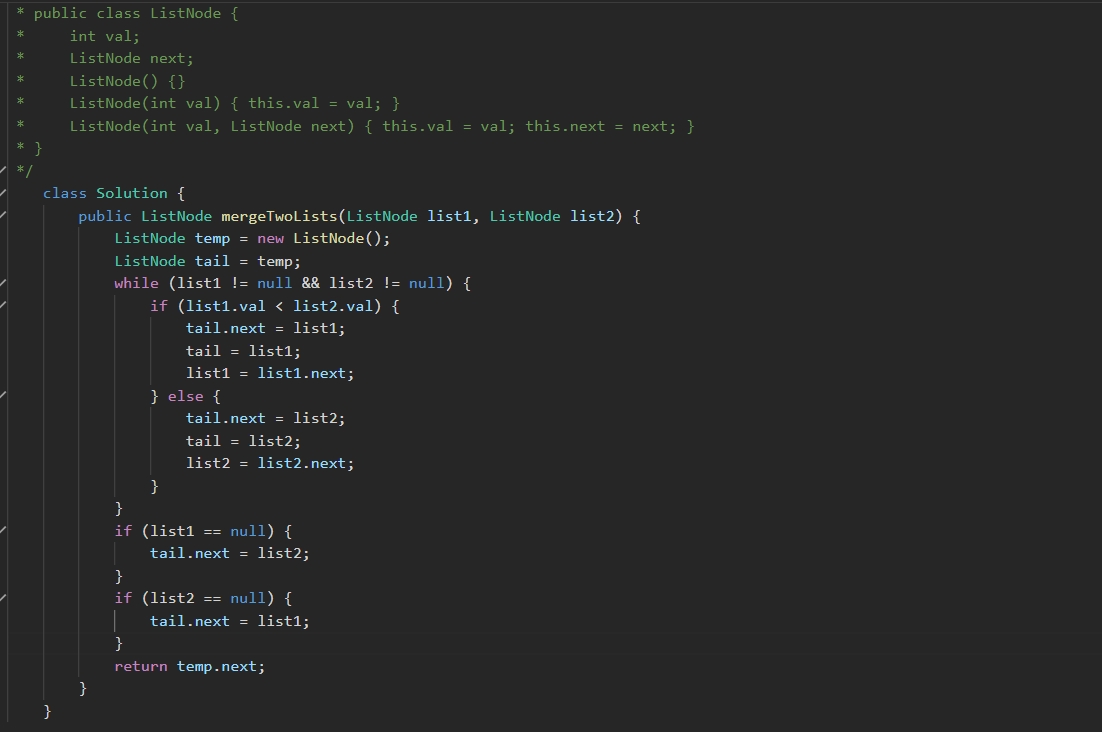 * public class ListNode {
*     int val;
*     ListNode next;
*     ListNode() {}
*     ListNode(int val) { this.val = val; }
*     ListNode(int val, ListNode next) { this.val = val; this.next = next; }
* }
*/
class Solution {
    public ListNode mergeTwoLists(ListNode list1, ListNode list2) {
        ListNode temp = new ListNode();
        ListNode tail = temp;
        while (list1 != null && list2 != null) {
            if (list1.val < list2.val) {
                tail.next = list1;
                tail = list1;
                list1 = list1.next;
            } else {
                tail.next = list2;
                tail = list2;
                list2 = list2.next;
            }
        }
        if (list1 == null) {
            tail.next = list2;
        }
        if (list2 == null) {
            tail.next = list1;
        }
        return temp.next;
    }
}